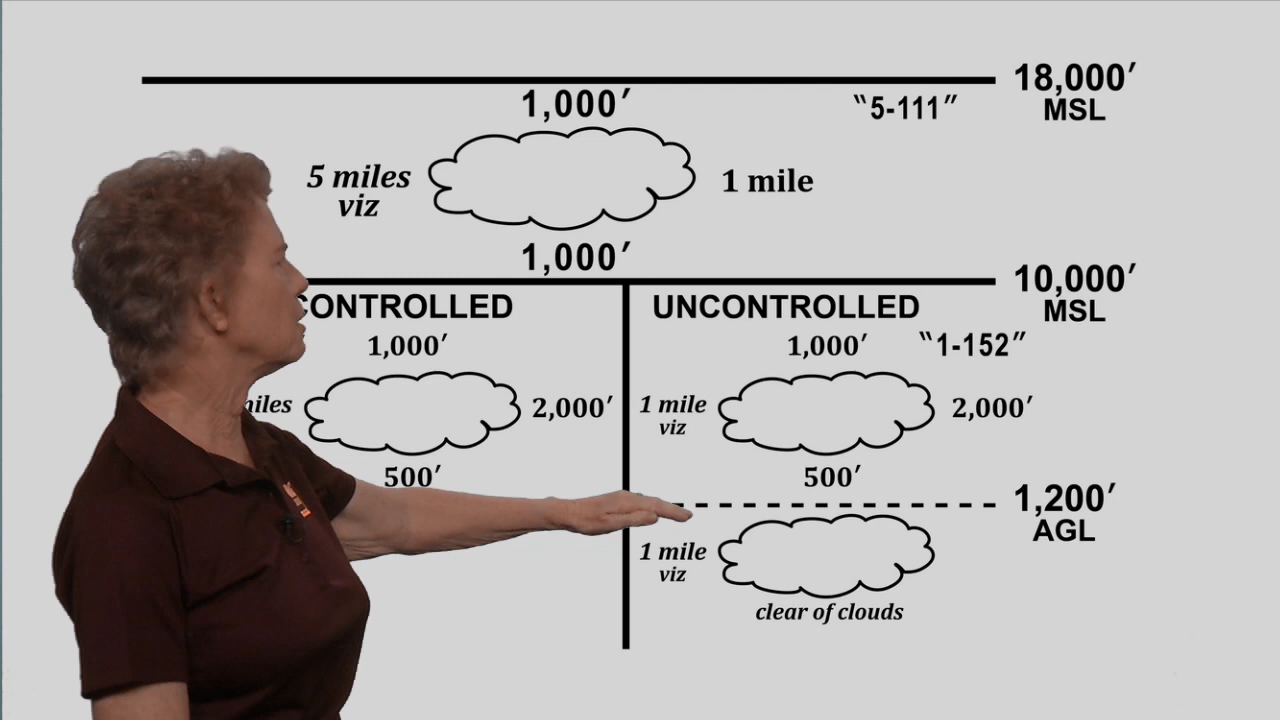 18,000′
MSL
1,000′
"5-111"
5 miles
viz
1 mile
1,000′
10,000′
MSL
CONTROLLED
UNCONTROLLED
1,000′
1,000′
"1-152"
miles
2,000′
1 mile
viz
2,000′
500′
500′
1,200′
AGL
1 mile
viz
clear of clouds